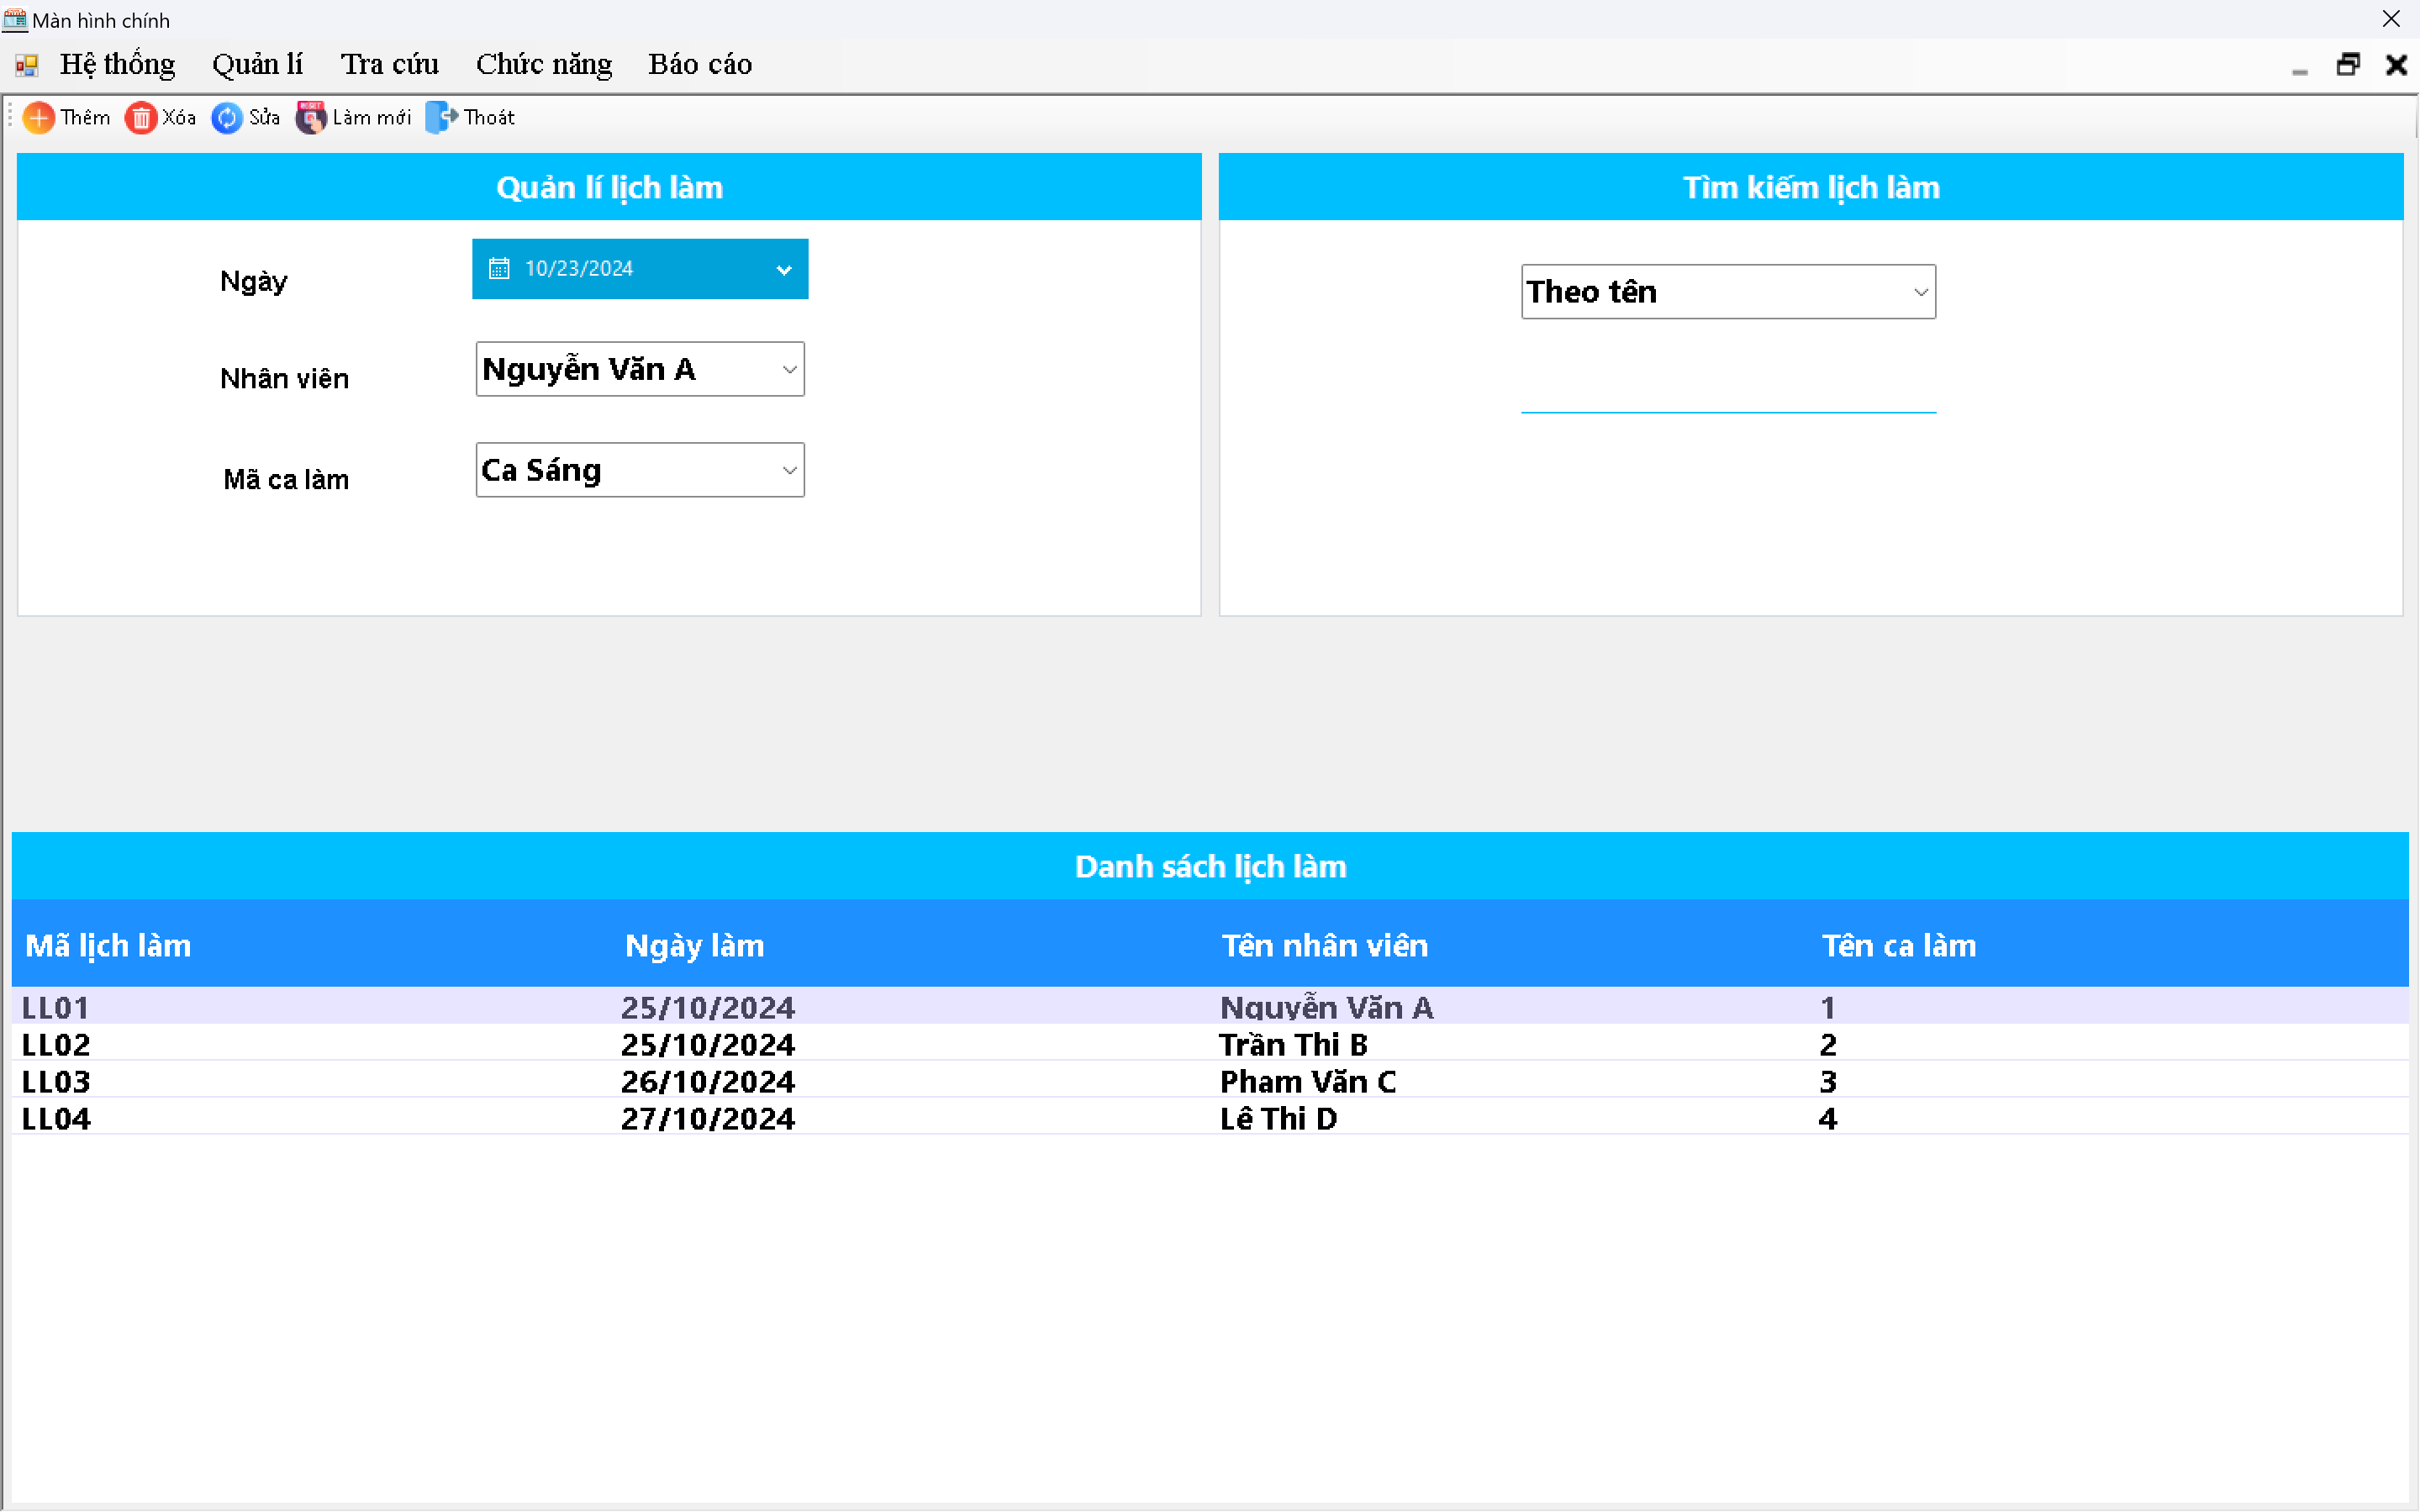 Màn hình chính
Hệ thống Quản lí Tra cứu Chức năng Báo cáo
Thêm Xóa Sửa Làm mới Thoát
Quản lí lịch làm
Ngày 10/23/2024
Nhân viên Nguyễn Văn A
Mã ca làm Ca Sáng
Tìm kiếm lịch làm
Theo tên
Danh sách lịch làm
Mã lịch làm Ngày làm Tên nhân viên Tên ca làm
LL01 25/10/2024 Nguyễn Văn A 1
LL02 25/10/2024 Trần Thi B 2
LL03 26/10/2024 Pham Văn C 3
LL04 27/10/2024 Lê Thi D 4